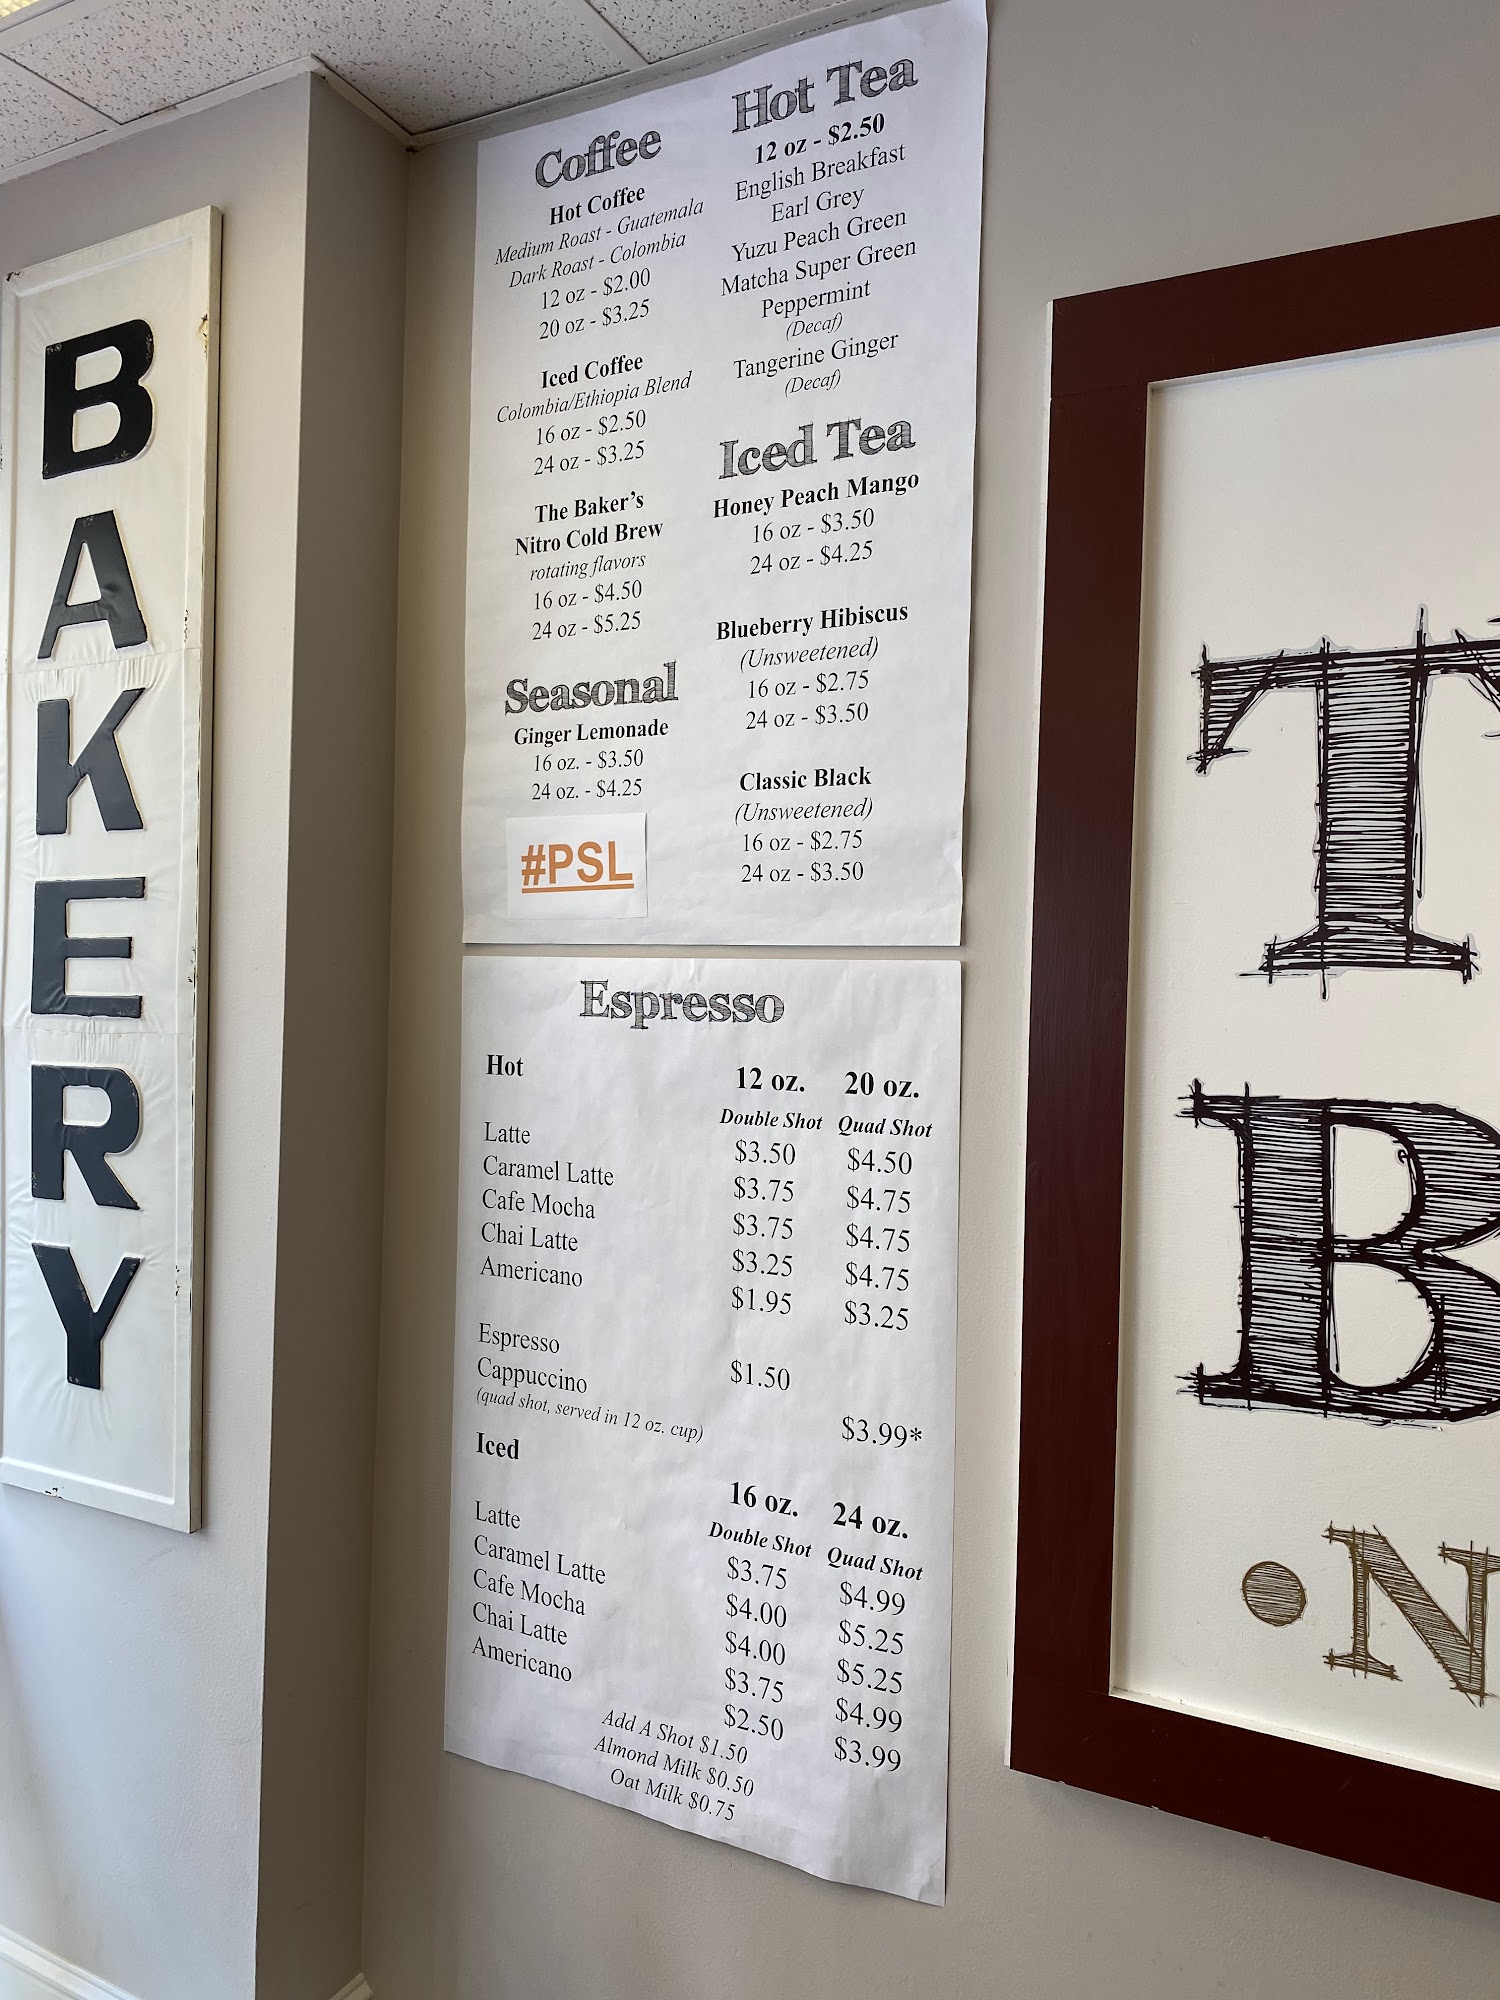 BAKERY
Coffee
Hot Coffee
Medium Roast - Guatemala
Dark Roast - Colombia
12 oz - $2.00
20 oz - $3.25
Iced Coffee
Colombia/Ethiopia Blend
16 oz - $2.50
24 oz - $3.25
The Baker's
Nitro Cold Brew
rotating flavors
16 oz - $4.50
24 oz - $5.25
Seasonal
Ginger Lemonade
16 oz. - $3.50
24 oz. - $4.25
#PSL
Hot Tea
12 oz - $2.50
English Breakfast
Earl Grey
Yuzu Peach Green
Matcha Super Green
Peppermint
(Decaf)
Tangerine Ginger
(Decaf)
Iced Tea
Honey Peach Mango
16 oz - $3.50
24 oz - $4.25
Blueberry Hibiscus
(Unsweetened)
16 oz - $2.75
24 oz - $3.50
Classic Black
(Unsweetened)
16 oz - $2.75
24 oz - $3.50
Espresso
Hot 12 oz. 20 oz.
Double Shot Quad Shot
Latte $3.50 $4.50
Caramel Latte $3.75 $4.75
Cafe Mocha $3.75 $4.75
Chai Latte $3.25 $4.75
Americano $1.95 $3.25
Espresso $1.50
Cappuccino $3.99*
(quad shot, served in 12 oz. cup)
Iced 16 oz. 24 oz.
Double Shot Quad Shot
Latte $3.75 $4.99
Caramel Latte $4.00 $5.25
Cafe Mocha $4.00 $5.25
Chai Latte $3.75 $4.99
Americano $2.50 $3.99
Add A Shot $1.50
Almond Milk $0.50
Oat Milk $0.75
T
B
•N